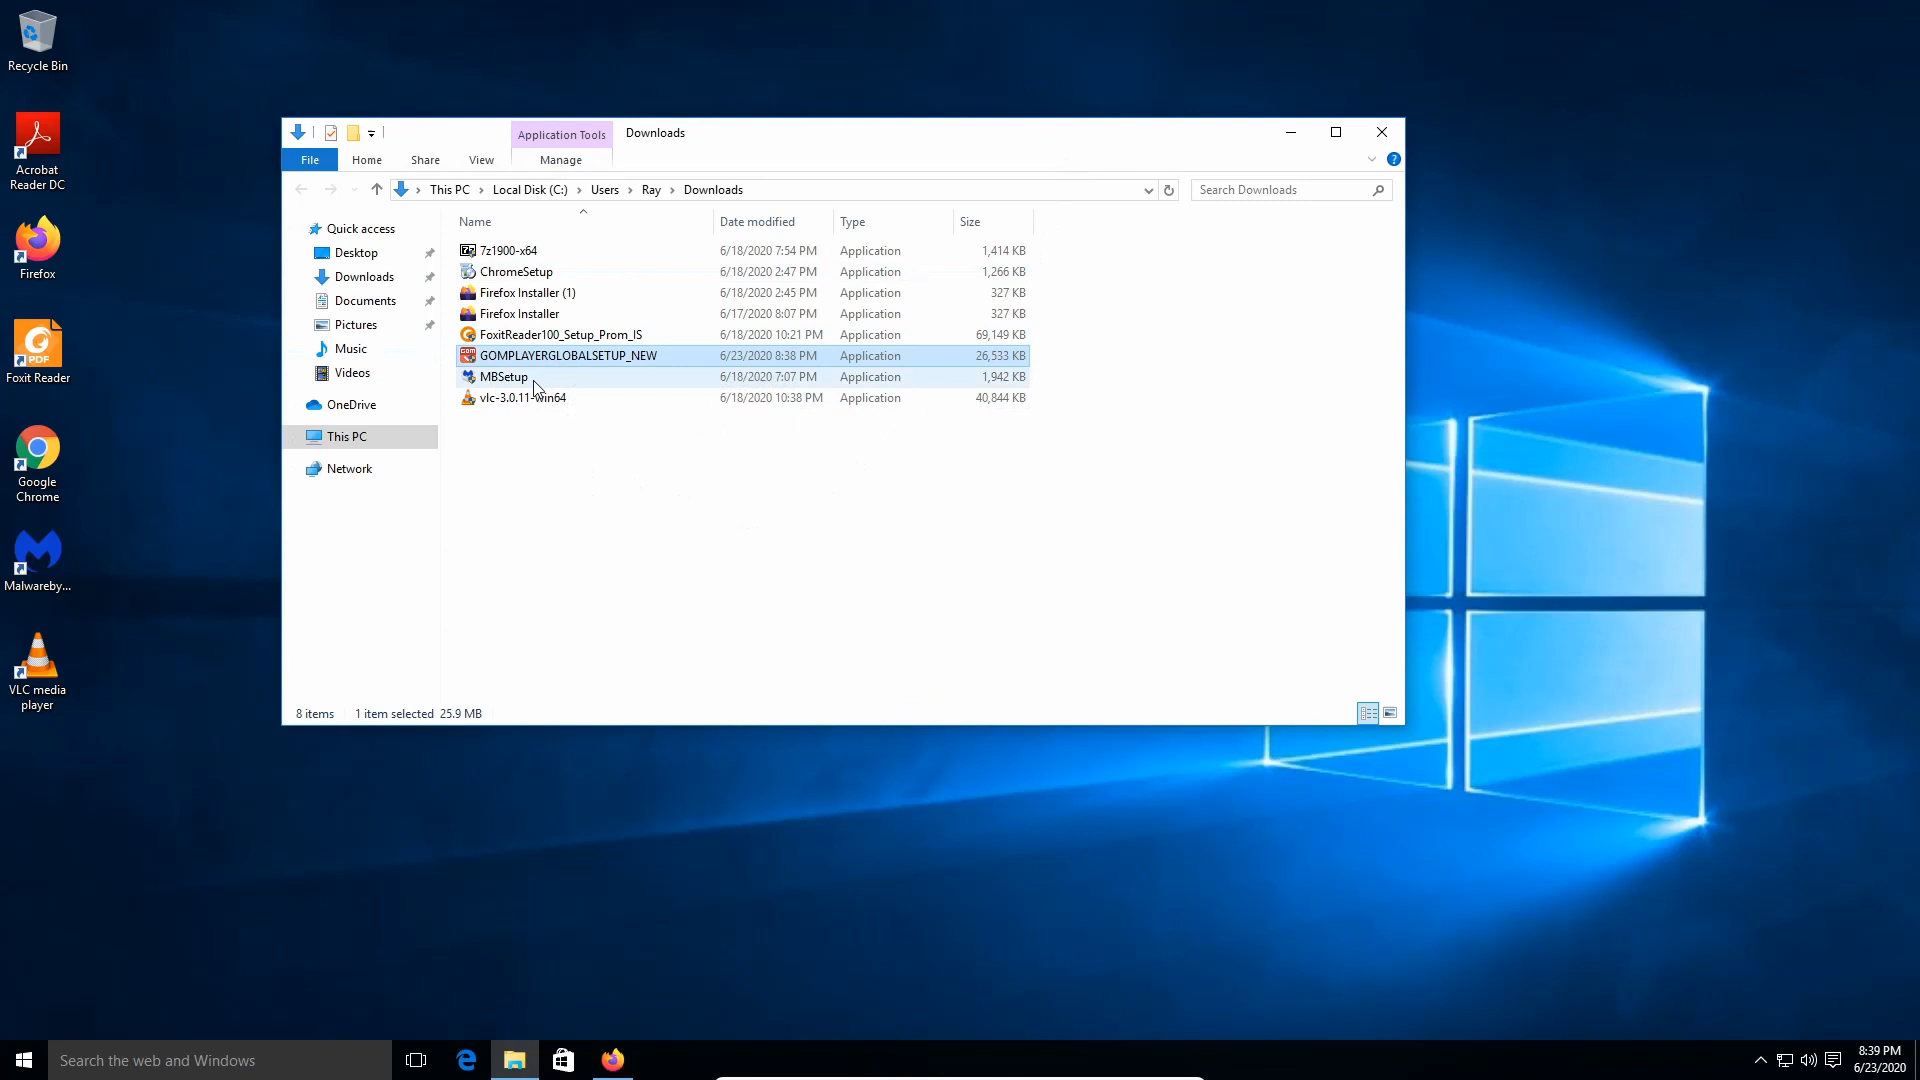 Recycle Bin
Acrobat
Reader DC
Firefox
PDF
Foxit Reader
Google
Chrome
Malwareby...
VLC media
player
Application Tools
Downloads
File
Home
Share
View
Manage
This PC
Local Disk (C:)
Users
Ray
Downloads
Search Downloads
Quick access
Desktop
Downloads
Documents
Pictures
Music
Videos
OneDrive
This PC
Network
Name Date modified Type Size
7z1900-x64 6/18/2020 7:54 PM Application 1,414 KB
ChromeSetup 6/18/2020 2:47 PM Application 1,266 KB
Firefox Installer (1) 6/18/2020 2:45 PM Application 327 KB
Firefox Installer 6/17/2020 8:07 PM Application 327 KB
FoxitReader100_Setup_Prom_IS 6/18/2020 10:21 PM Application 69,149 KB
GOMPLAYERGLOBALSETUP_NEW 6/23/2020 8:38 PM Application 26,533 KB
MBSetup 6/18/2020 7:07 PM Application 1,942 KB
vlc-3.0.11-win64 6/18/2020 10:38 PM Application 40,844 KB
8 items 1 item selected 25.9 MB
Search the web and Windows
8:39 PM
6/23/2020